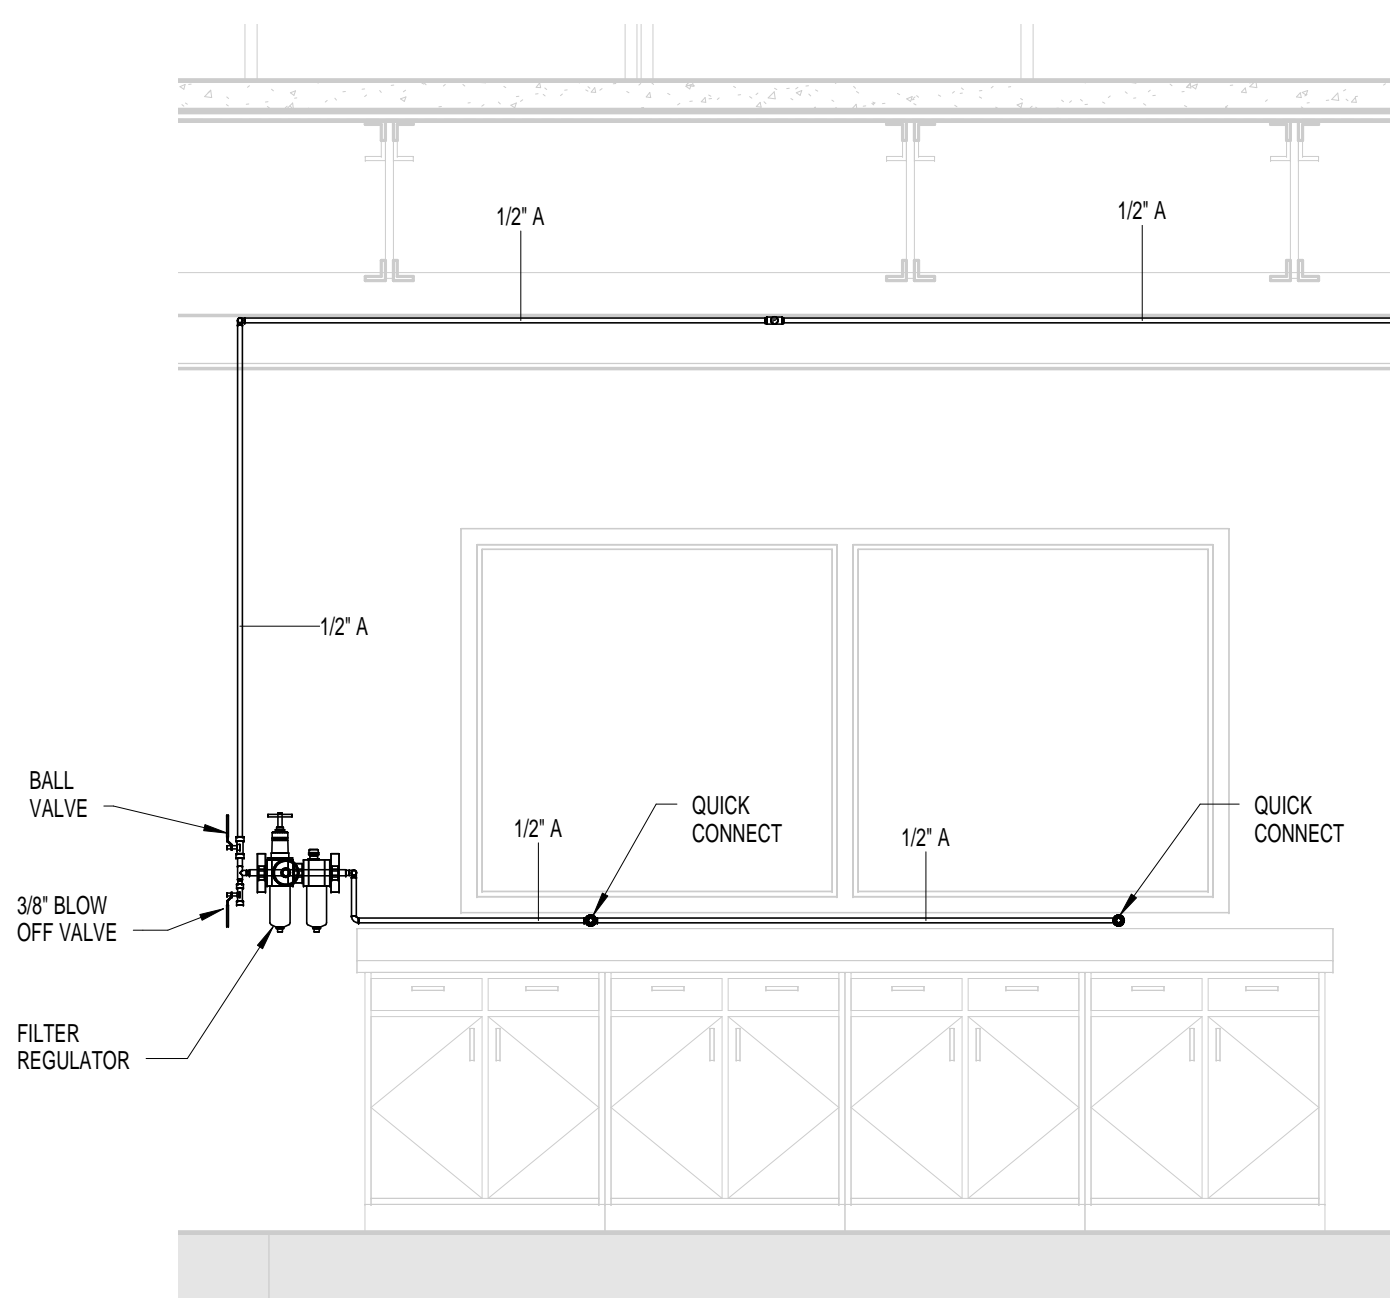 1/2" A
1/2" A
1/2" A
BALL
VALVE
QUICK
CONNECT
QUICK
CONNECT
1/2" A
1/2" A
3/8" BLOW
OFF VALVE
FILTER
REGULATOR